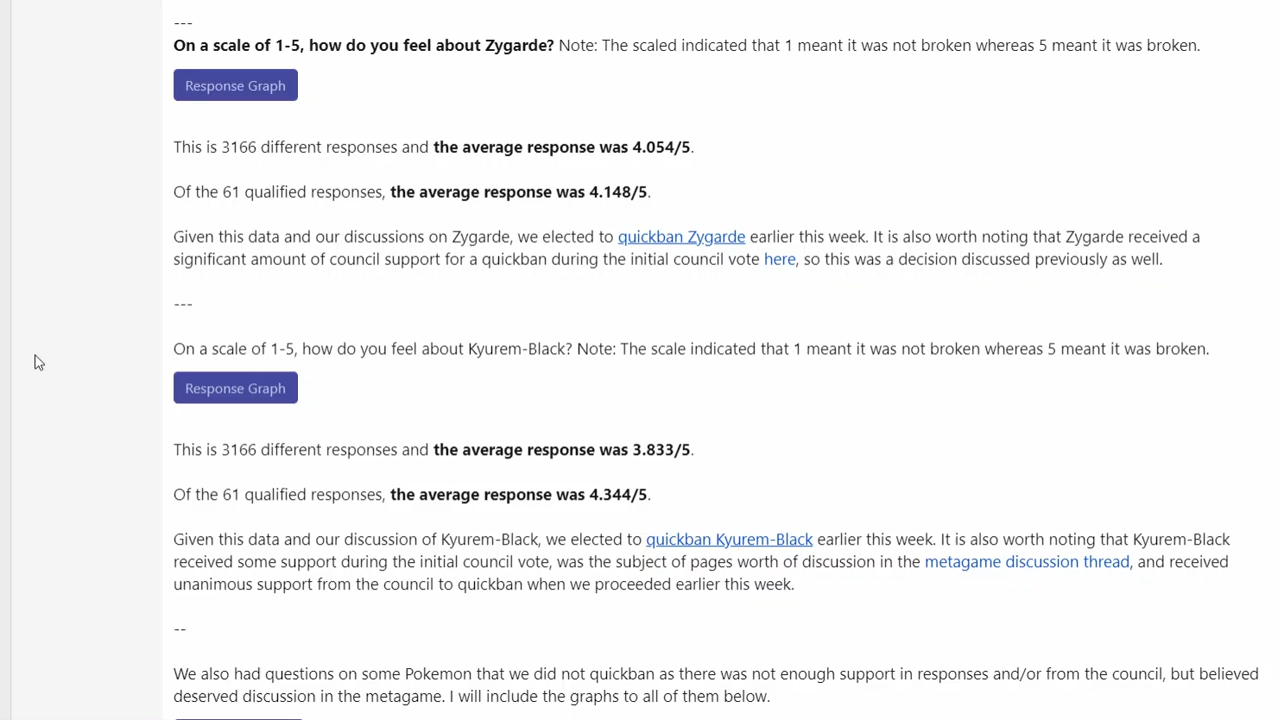 ---
On a scale of 1-5, how do you feel about Zygarde? Note: The scaled indicated that 1 meant it was not broken whereas 5 meant it was broken.
Response Graph
This is 3166 different responses and the average response was 4.054/5.
Of the 61 qualified responses, the average response was 4.148/5.
Given this data and our discussions on Zygarde, we elected to quickban Zygarde earlier this week. It is also worth noting that Zygarde received a
significant amount of council support for a quickban during the initial council vote here, so this was a decision discussed previously as well.
---
On a scale of 1-5, how do you feel about Kyurem-Black? Note: The scale indicated that 1 meant it was not broken whereas 5 meant it was broken.
Response Graph
This is 3166 different responses and the average response was 3.833/5.
Of the 61 qualified responses, the average response was 4.344/5.
Given this data and our discussion of Kyurem-Black, we elected to quickban Kyurem-Black earlier this week. It is also worth noting that Kyurem-Black
received some support during the initial council vote, was the subject of pages worth of discussion in the metagame discussion thread, and received
unanimous support from the council to quickban when we proceeded earlier this week.
--
We also had questions on some Pokemon that we did not quickban as there was not enough support in responses and/or from the council, but believed
deserved discussion in the metagame. I will include the graphs to all of them below.